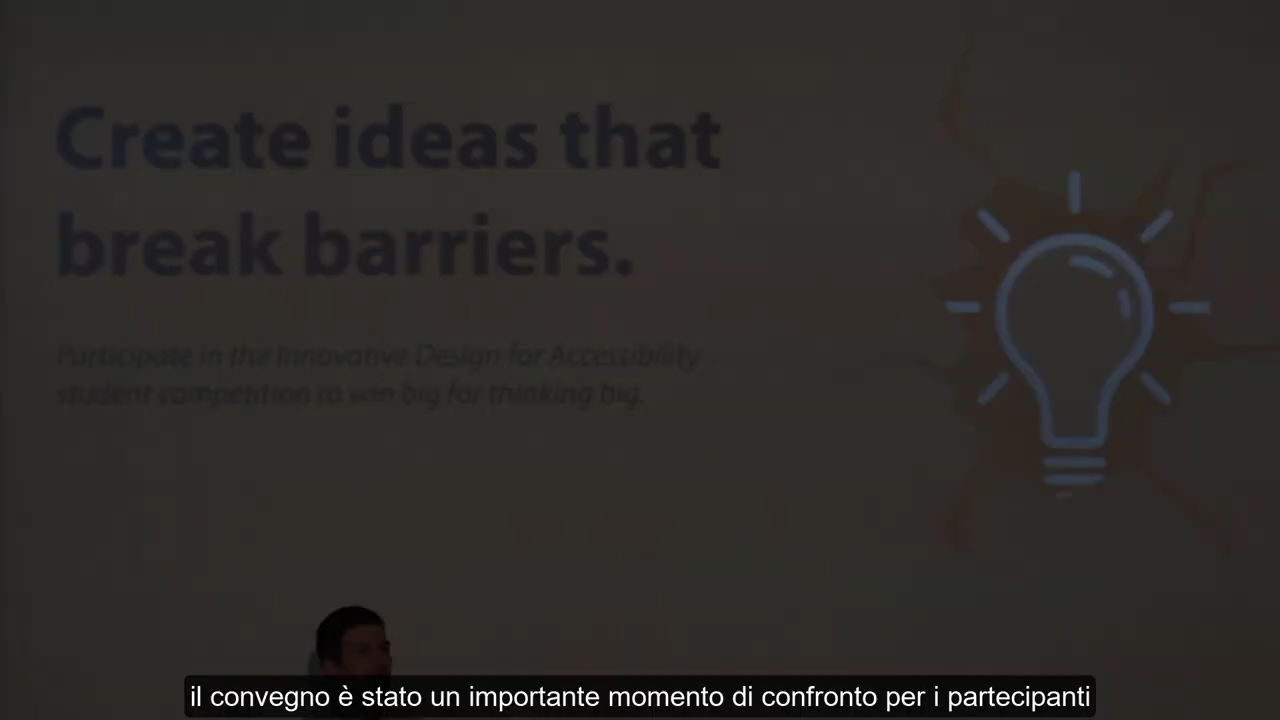 Create ideas that
break barriers.
Participate in the Innovative Design for Accessibility
student competition to win big for thinking big.
il convegno è stato un importante momento di confronto per i partecipanti